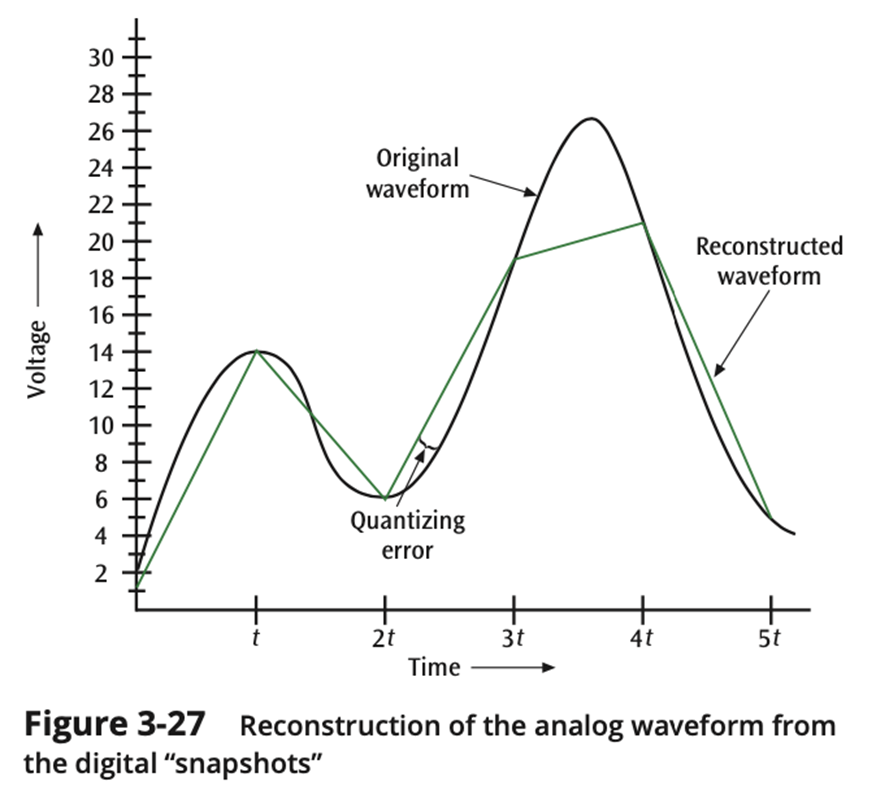 30
28
26
24
22
20
18
16
14
12
10
8
6
4
2
Voltage
Original
waveform
Reconstructed
waveform
Quantizing
error
t
2t
3t
4t
5t
Time
Figure 3-27 Reconstruction of the analog waveform from
the digital “snapshots”